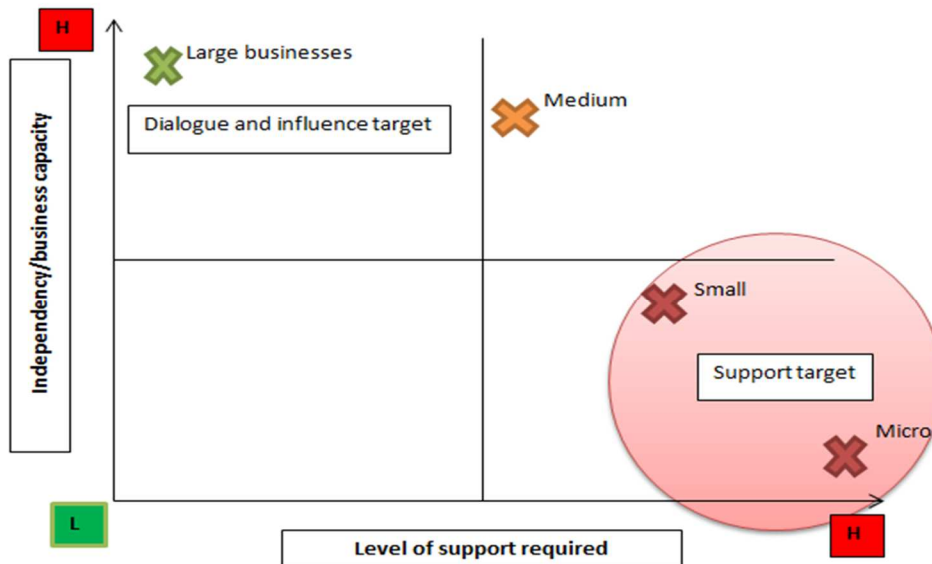 H
Large businesses
Medium
Dialogue and influence target
Independency/business capacity
Small
Support target
Micro
L
H
Level of support required